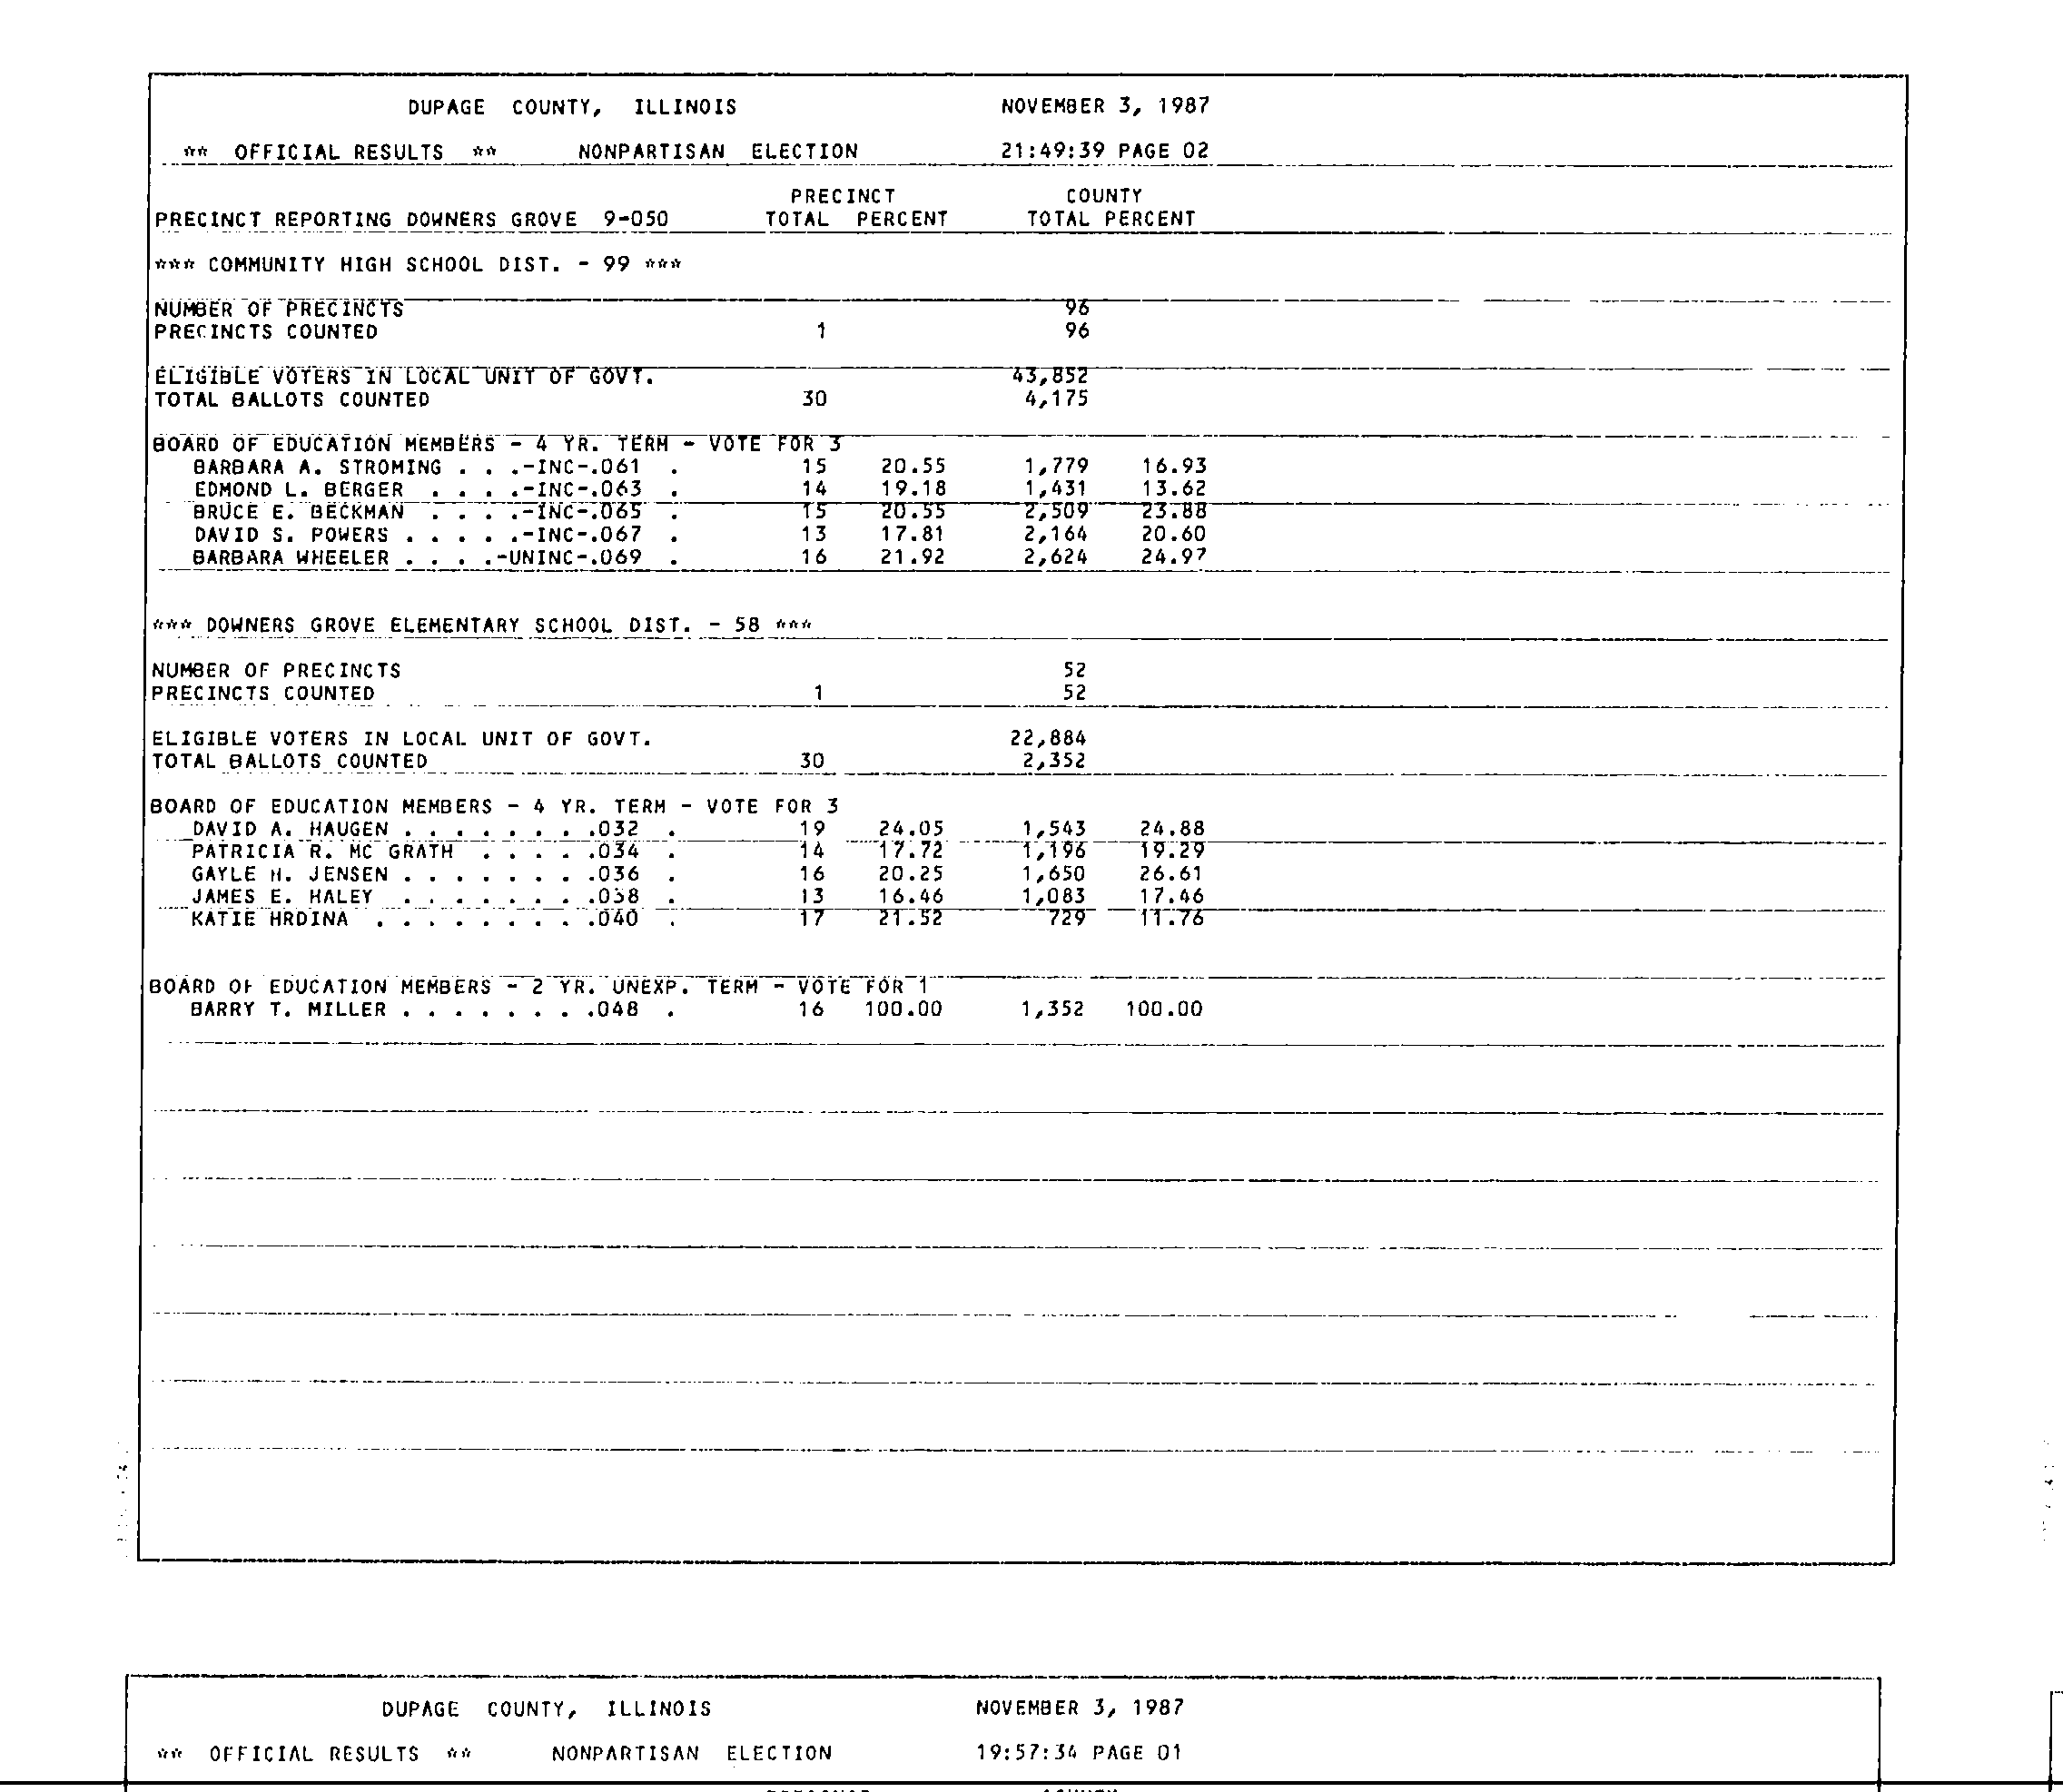 DUPAGE COUNTY, ILLINOIS NOVEMBER 3, 1987
** OFFICIAL RESULTS ** NONPARTISAN ELECTION 21:49:39 PAGE 02
PRECINCT COUNTY
PRECINCT REPORTING DOWNERS GROVE 9-050 TOTAL PERCENT TOTAL PERCENT
*** COMMUNITY HIGH SCHOOL DIST. - 99 ***
NUMBER OF PRECINCTS 96
PRECINCTS COUNTED 1 96
ELIGIBLE VOTERS IN LOCAL UNIT OF GOVT. 43,852
TOTAL BALLOTS COUNTED 30 4,175
BOARD OF EDUCATION MEMBERS - 4 YR. TERM - VOTE FOR 3
BARBARA A. STROMING . . .-INC-.061 . 15 20.55 1,779 16.93
EDMOND L. BERGER . . . .-INC-.063 . 14 19.18 1,431 13.62
BRUCE E. BECKMAN . . . .-INC-.065 . 15 20.55 2,509 23.88
DAVID S. POWERS . . . . .-INC-.067 . 13 17.81 2,164 20.60
BARBARA WHEELER . . . .-UNINC-.069 . 16 21.92 2,624 24.97
*** DOWNERS GROVE ELEMENTARY SCHOOL DIST. - 58 ***
NUMBER OF PRECINCTS 52
PRECINCTS COUNTED 1 52
ELIGIBLE VOTERS IN LOCAL UNIT OF GOVT. 22,884
TOTAL BALLOTS COUNTED 30 2,352
BOARD OF EDUCATION MEMBERS - 4 YR. TERM - VOTE FOR 3
DAVID A. HAUGEN . . . . . . . .032 . 19 24.05 1,543 24.88
PATRICIA R. MC GRATH . . . . .034 . 14 17.72 1,196 19.29
GAYLE H. JENSEN . . . . . . . .036 . 16 20.25 1,650 26.61
JAMES E. HALEY . . . . . . . .038 . 13 16.46 1,083 17.46
KATIE HRDINA . . . . . . . . .040 . 17 21.52 729 11.76
BOARD OF EDUCATION MEMBERS - 2 YR. UNEXP. TERM - VOTE FOR 1
BARRY T. MILLER . . . . . . . .048 . 16 100.00 1,352 100.00
DUPAGE COUNTY, ILLINOIS NOVEMBER 3, 1987
** OFFICIAL RESULTS ** NONPARTISAN ELECTION 19:57:34 PAGE 01